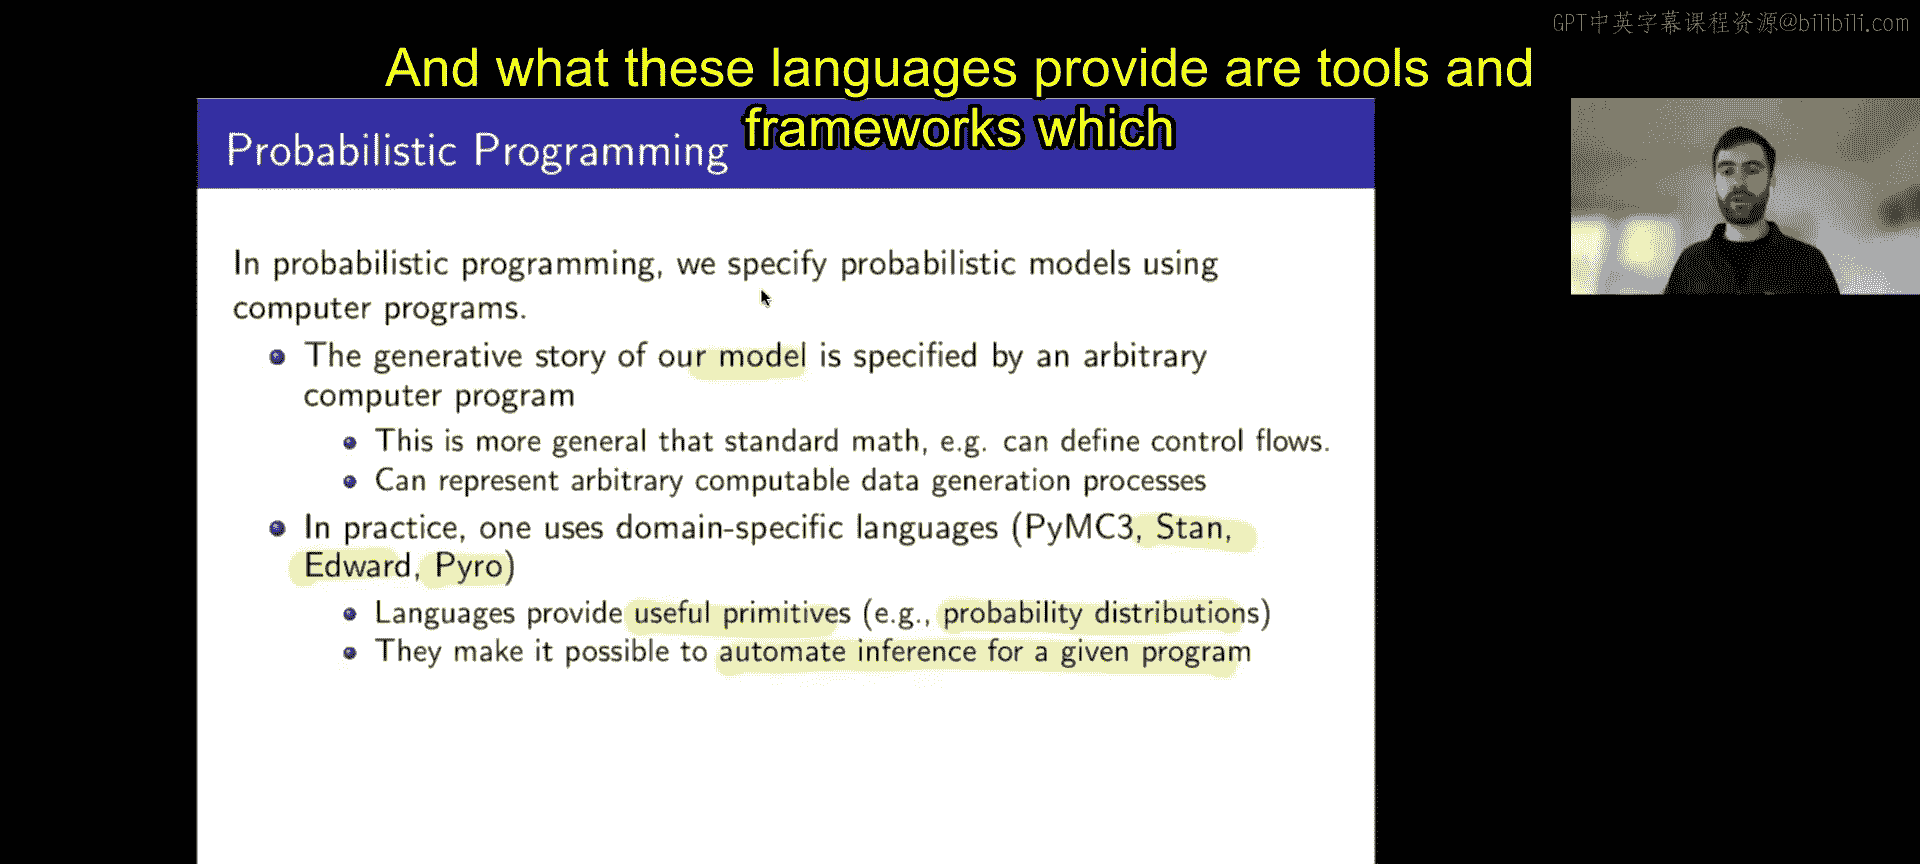 GPT中英字幕课程资源@bilibili.com
And what these languages provide are tools and
frameworks which
Probabilistic Programming
In probabilistic programming, we specify probabilistic models using
computer programs.
The generative story of our model is specified by an arbitrary
computer program
This is more general that standard math, e.g. can define control flows.
Can represent arbitrary computable data generation processes
In practice, one uses domain-specific languages (PyMC3, Stan,
Edward, Pyro)
Languages provide useful primitives (e.g., probability distributions)
They make it possible to automate inference for a given program